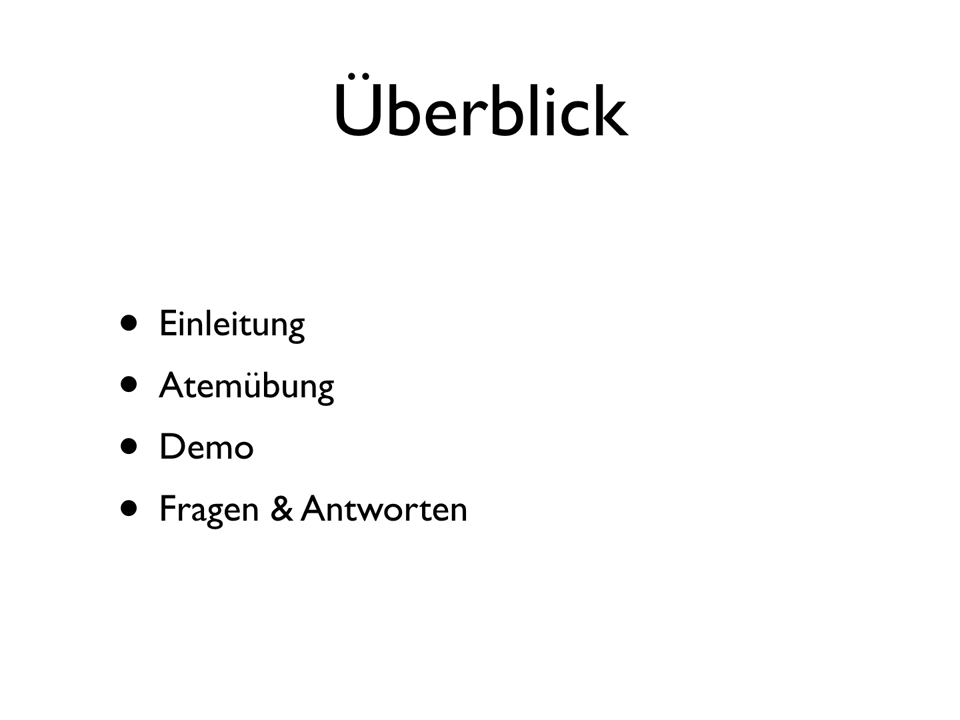 Überblick
• Einleitung
• Atemübung
• Demo
• Fragen & Antworten